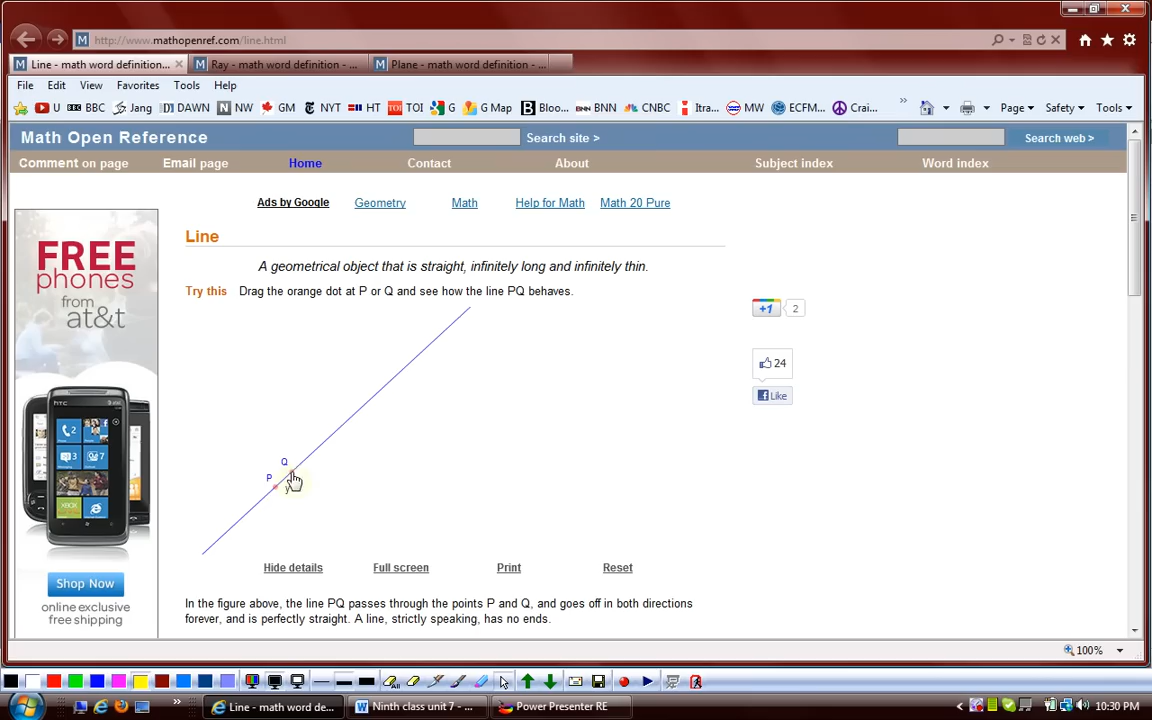 http://www.mathopenref.com/line.html
Line - math word definition... Ray - math word definition - ... Plane - math word definition - ...
File Edit View Favorites Tools Help
U BBC Jang DAWN NW GM NYT HT TOI G G Map Bloo... BNN CNBC Itra... MW ECFM... Crai... Page Safety Tools
Math Open Reference Search site > Search web >
Comment on page Email page Home Contact About Subject index Word index
Ads by Google Geometry Math Help for Math Math 20 Pure
Line
A geometrical object that is straight, infinitely long and infinitely thin.
Try this Drag the orange dot at P or Q and see how the line PQ behaves.
FREE
phones
from
at&t
+1 2
24
Like
Q
P
y
Hide details Full screen Print Reset
Shop Now
online exclusive
free shipping
In the figure above, the line PQ passes through the points P and Q, and goes off in both directions
forever, and is perfectly straight. A line, strictly speaking, has no ends.
100%
Line - math word de... Ninth class unit 7 - ... Power Presenter RE 10:30 PM